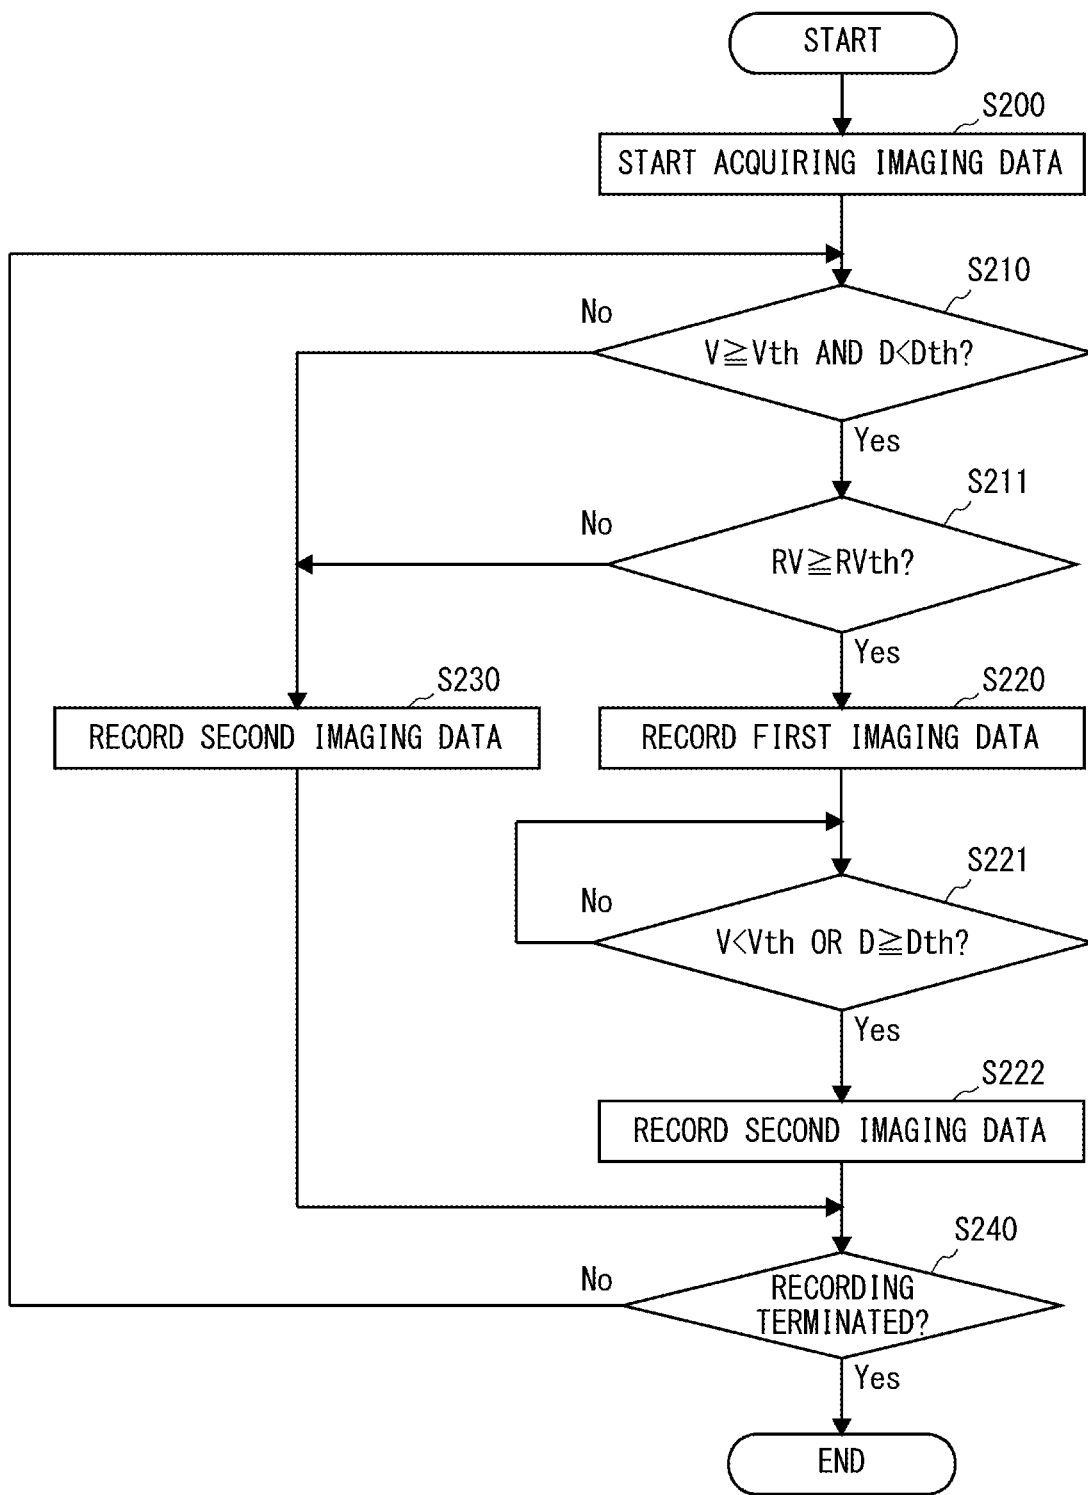 START
S200
START ACQUIRING IMAGING DATA
S210
No
V≧Vth AND D<Dth?
Yes
S211
No
RV≧RVth?
Yes
S230
S220
RECORD SECOND IMAGING DATA
RECORD FIRST IMAGING DATA
S221
No
V<Vth OR D≧Dth?
Yes
S222
RECORD SECOND IMAGING DATA
S240
No
RECORDING
TERMINATED?
Yes
END